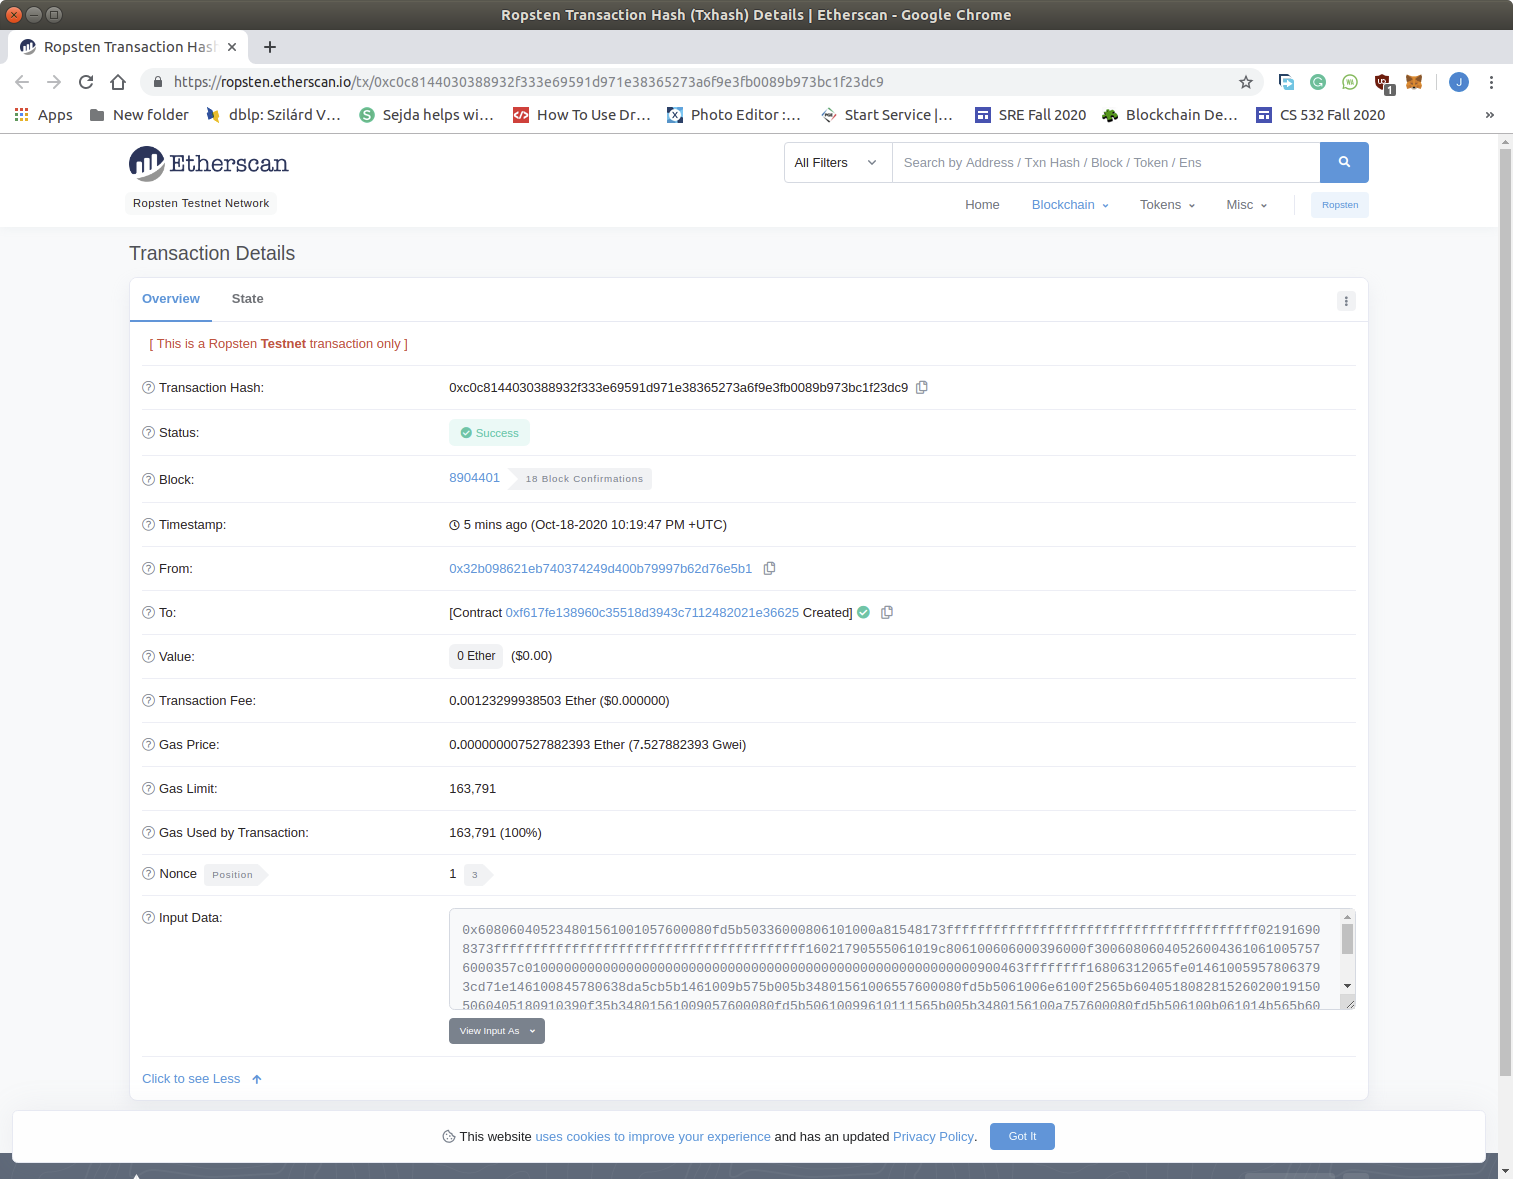 Ropsten Transaction Hash (Txhash) Details | Etherscan - Google Chrome
Ropsten Transaction Has
https://ropsten.etherscan.io/tx/0xc0c8144030388932f333e69591d971e38365273a6f9e3fb0089b973bc1f23dc9
1
J
Apps New folder dblp: Szilárd V... Sejda helps wi... How To Use Dr... Photo Editor :... Start Service |... SRE Fall 2020 Blockchain De... CS 532 Fall 2020 »
Etherscan
All Filters Search by Address / Txn Hash / Block / Token / Ens
Ropsten Testnet Network
Home Blockchain Tokens Misc Ropsten
Transaction Details
Overview State
[ This is a Ropsten Testnet transaction only ]
Transaction Hash: 0xc0c8144030388932f333e69591d971e38365273a6f9e3fb0089b973bc1f23dc9
Status: Success
Block: 8904401 18 Block Confirmations
Timestamp: 5 mins ago (Oct-18-2020 10:19:47 PM +UTC)
From: 0x32b098621eb740374249d400b79997b62d76e5b1
To: [Contract 0xf617fe138960c35518d3943c7112482021e36625 Created]
Value: 0 Ether ($0.00)
Transaction Fee: 0.00123299938503 Ether ($0.000000)
Gas Price: 0.000000007527882393 Ether (7.527882393 Gwei)
Gas Limit: 163,791
Gas Used by Transaction: 163,791 (100%)
Nonce Position 1 3
Input Data:
View Input As
Click to see Less
This website uses cookies to improve your experience and has an updated Privacy Policy. Got It